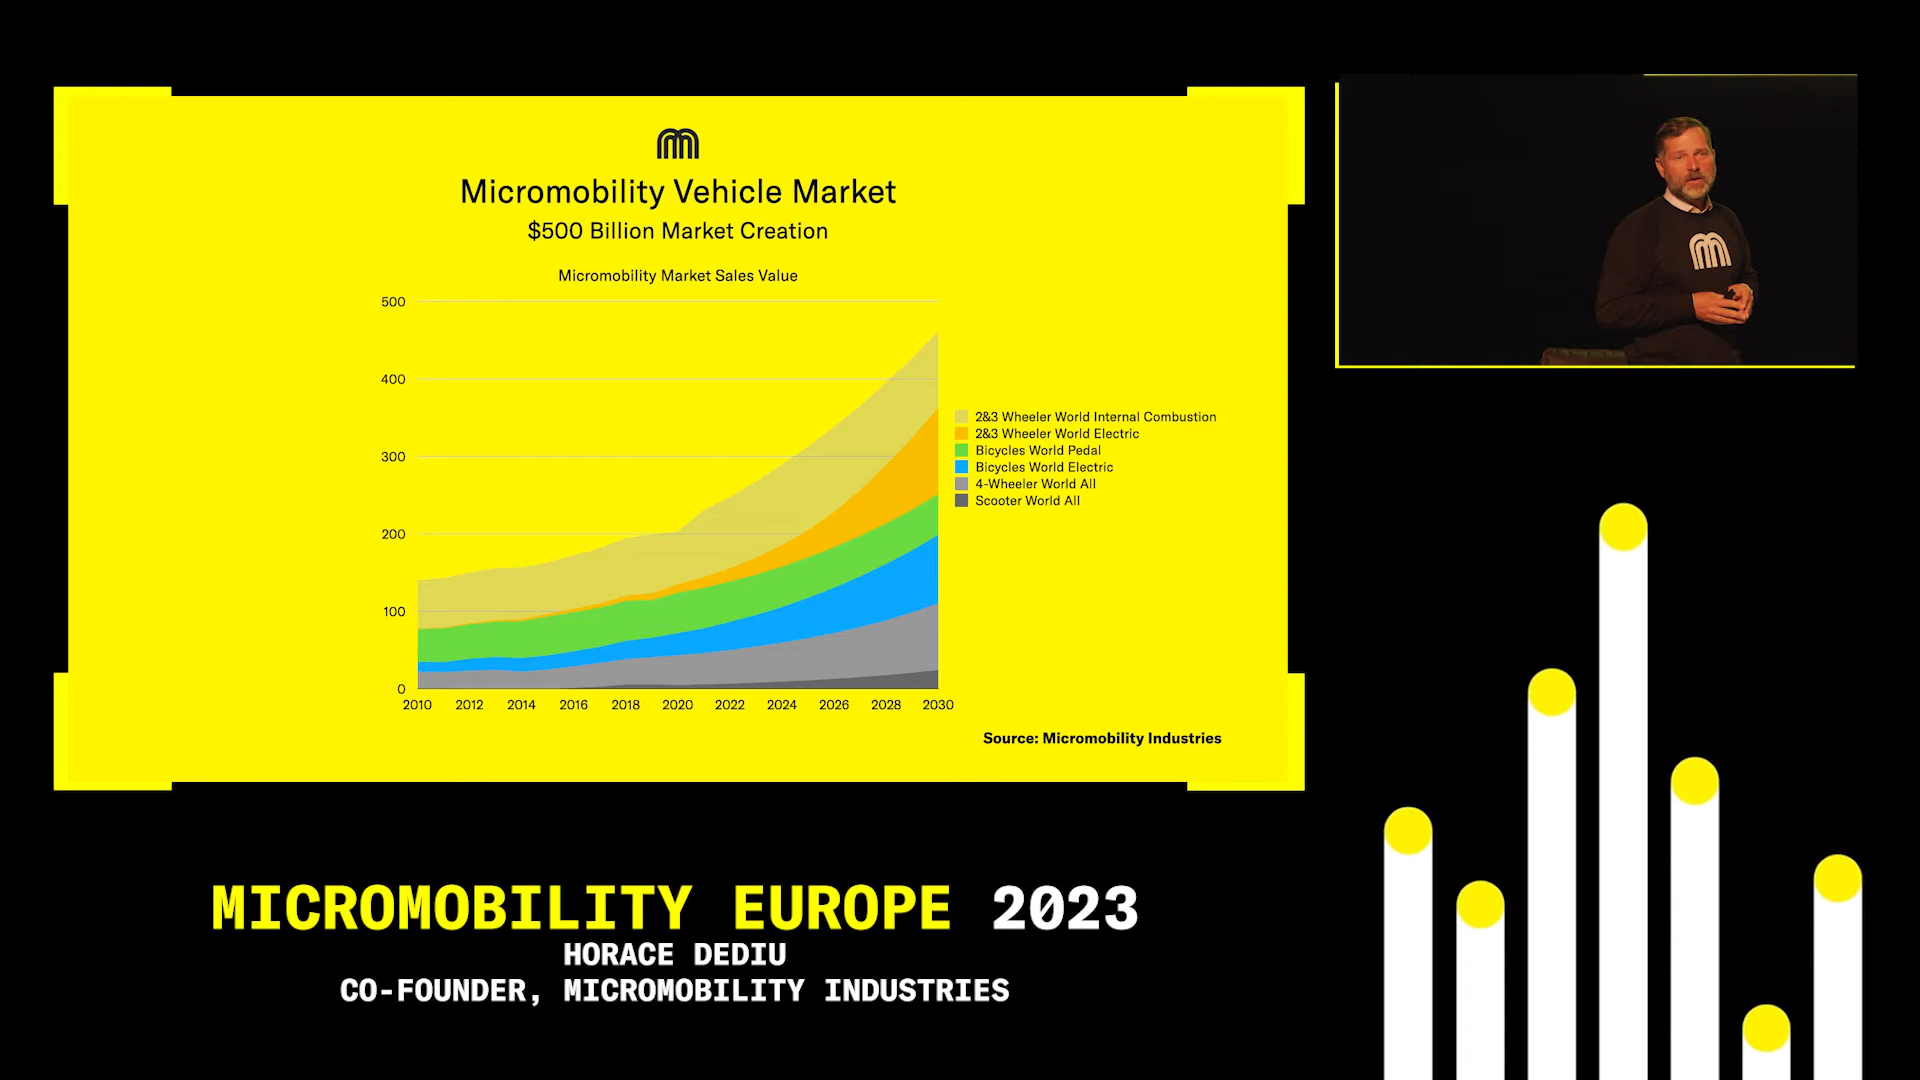 Micromobility Vehicle Market
$500 Billion Market Creation
Micromobility Market Sales Value
500
400
300
200
100
0
2010 2012 2014 2016 2018 2020 2022 2024 2026 2028 2030
2&3 Wheeler World Internal Combustion
2&3 Wheeler World Electric
Bicycles World Pedal
Bicycles World Electric
4-Wheeler World All
Scooter World All
Source: Micromobility Industries
MICROMOBILITY EUROPE 2023
HORACE DEDIU
CO-FOUNDER, MICROMOBILITY INDUSTRIES